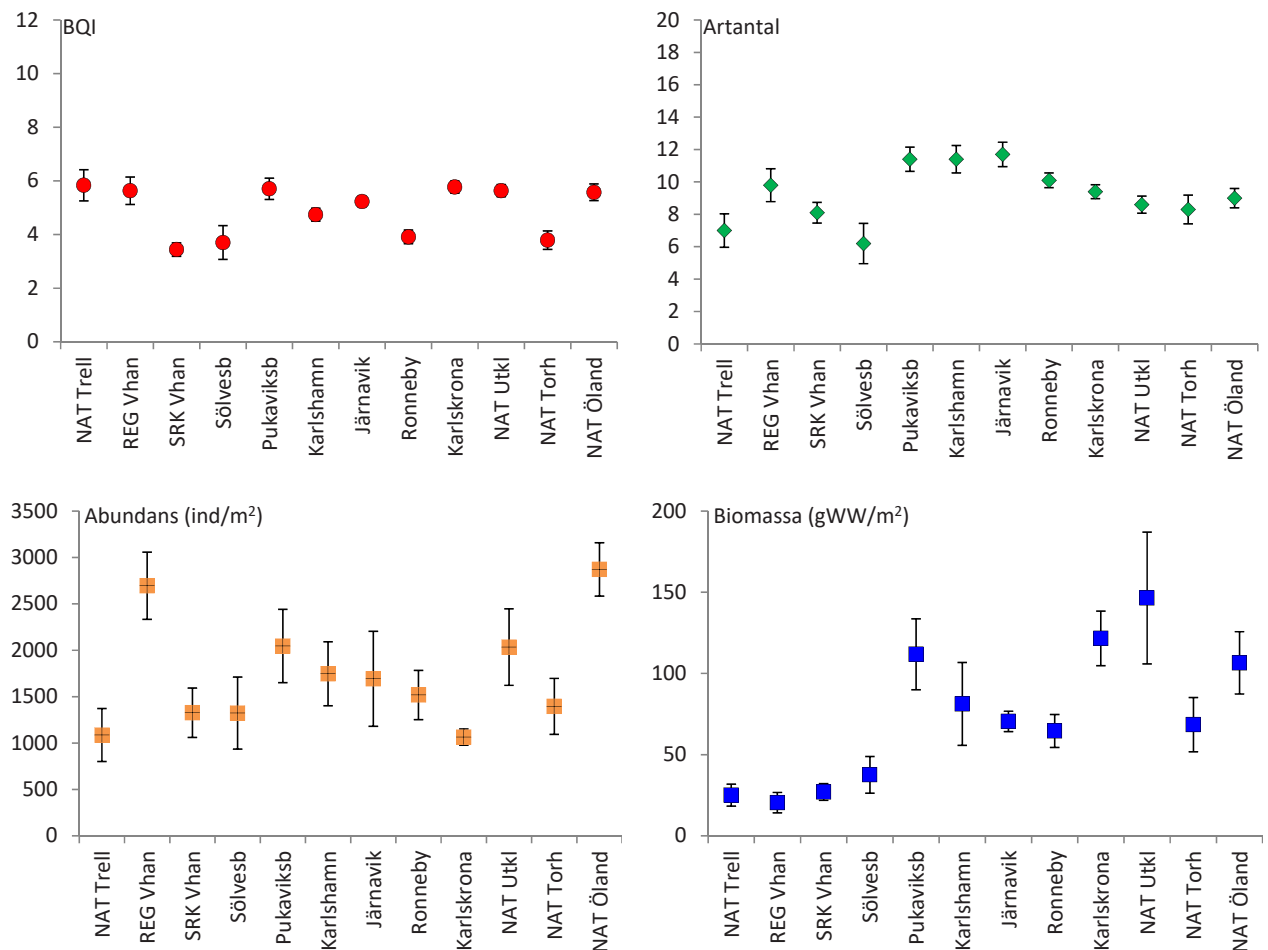 BQI
12
10
8
6
4
2
0
NAT Trell
REG Vhan
SRK Vhan
Sölvesb
Pukaviksb
Karlshamn
Järnavik
Ronneby
Karlskrona
NAT Utkl
NAT Torh
NAT Öland
Artantal
20
18
16
14
12
10
8
6
4
2
0
NAT Trell
REG Vhan
SRK Vhan
Sölvesb
Pukaviksb
Karlshamn
Järnavik
Ronneby
Karlskrona
NAT Utkl
NAT Torh
NAT Öland
Abundans (ind/m²)
3500
3000
2500
2000
1500
1000
500
0
NAT Trell
REG Vhan
SRK Vhan
Sölvesb
Pukaviksb
Karlshamn
Järnavik
Ronneby
Karlskrona
NAT Utkl
NAT Torh
NAT Öland
Biomassa (gWW/m²)
200
150
100
50
0
NAT Trell
REG Vhan
SRK Vhan
Sölvesb
Pukaviksb
Karlshamn
Järnavik
Ronneby
Karlskrona
NAT Utkl
NAT Torh
NAT Öland